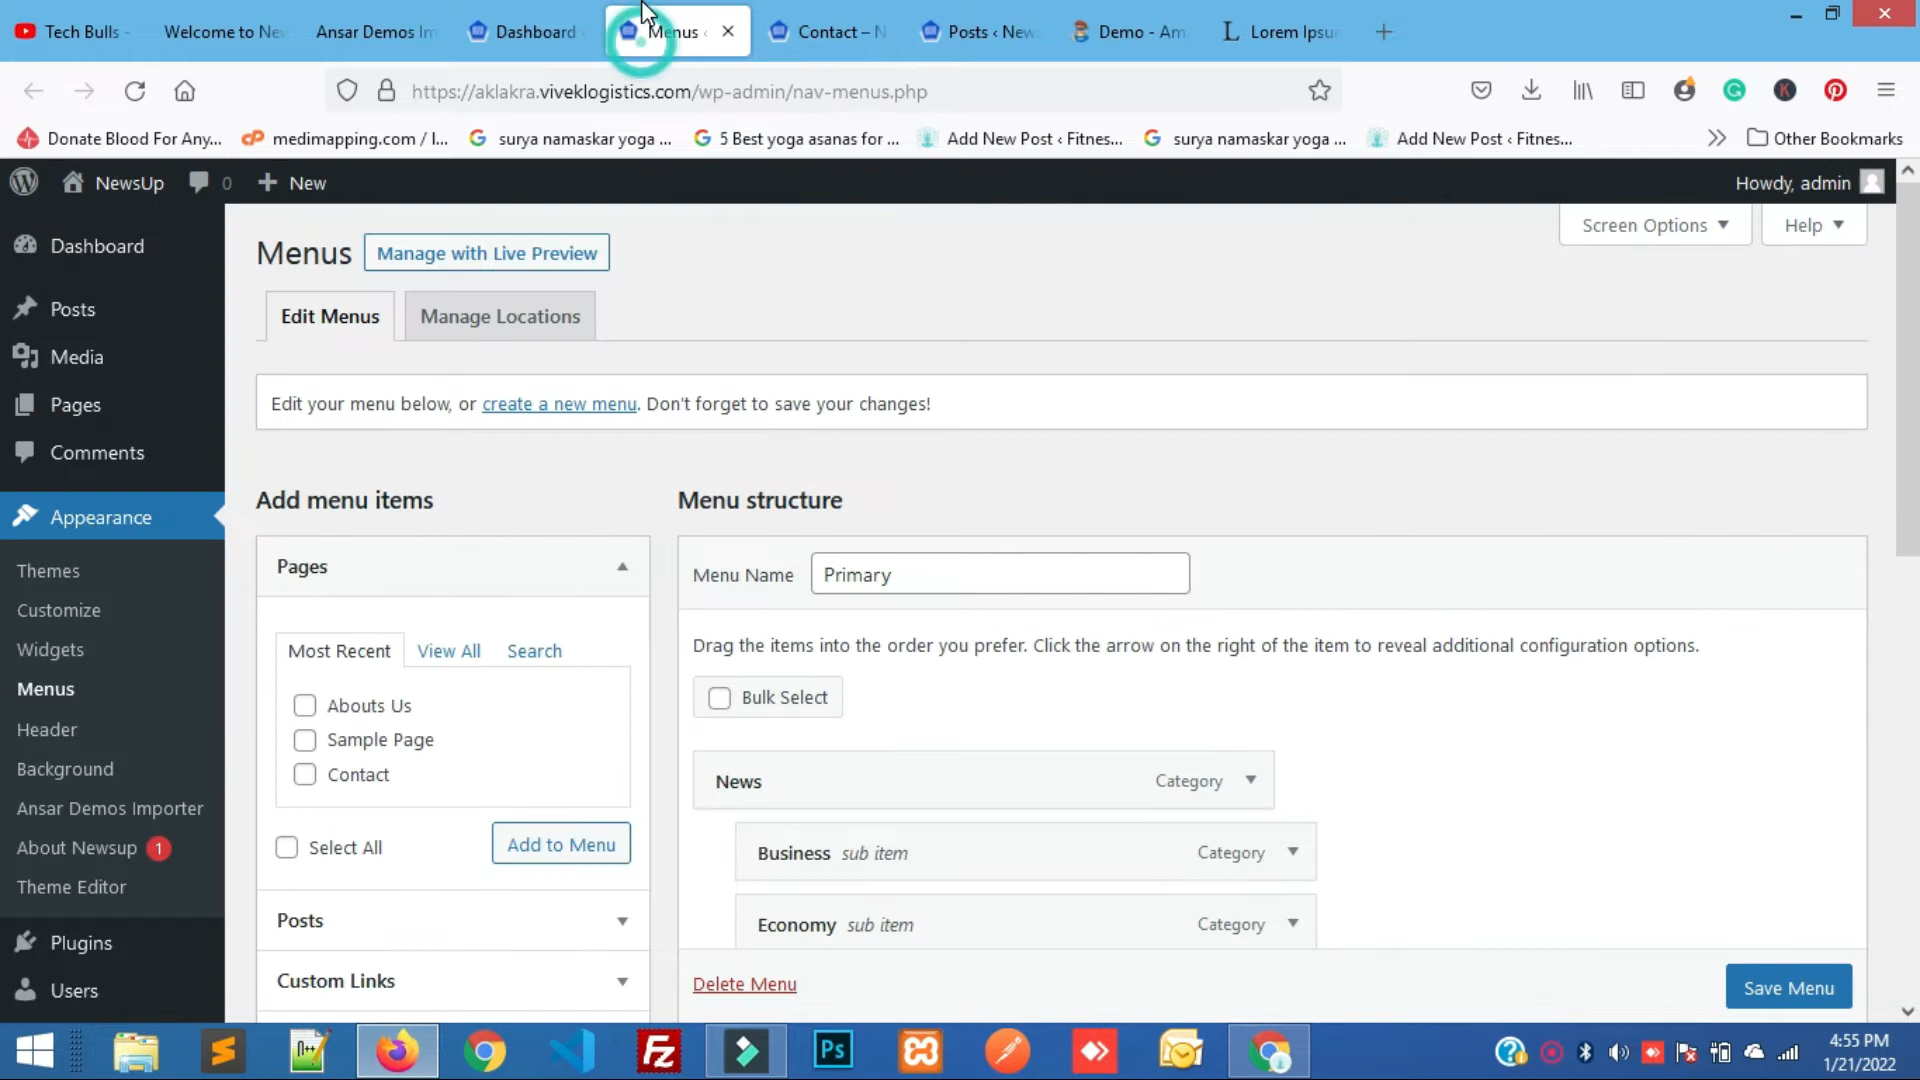 Tech Bulls -
Welcome to Nev
Ansar Demos Im
Dashboard
Menus ‹
Contact – N
Posts ‹ New
Demo - Am
Lorem Ipsu
https://aklakra.viveklogistics.com/wp-admin/nav-menus.php
Donate Blood For Any...
medimapping.com / l...
surya namaskar yoga ...
5 Best yoga asanas for ...
Add New Post ‹ Fitnes...
surya namaskar yoga ...
Add New Post ‹ Fitnes...
Other Bookmarks
NewsUp
0
New
Howdy, admin
Dashboard
Posts
Media
Pages
Comments
Appearance
Themes
Customize
Widgets
Menus
Header
Background
Ansar Demos Importer
About Newsup 1
Theme Editor
Plugins
Users
Screen Options
Help
Menus
Manage with Live Preview
Edit Menus
Manage Locations
Edit your menu below, or create a new menu. Don't forget to save your changes!
Add menu items
Pages
Most Recent
View All
Search
Abouts Us
Sample Page
Contact
Select All
Add to Menu
Posts
Custom Links
Menu structure
Menu Name
Primary
Drag the items into the order you prefer. Click the arrow on the right of the item to reveal additional configuration options.
Bulk Select
News
Category
Business sub item
Category
Economy sub item
Category
Delete Menu
Save Menu
4:55 PM
1/21/2022